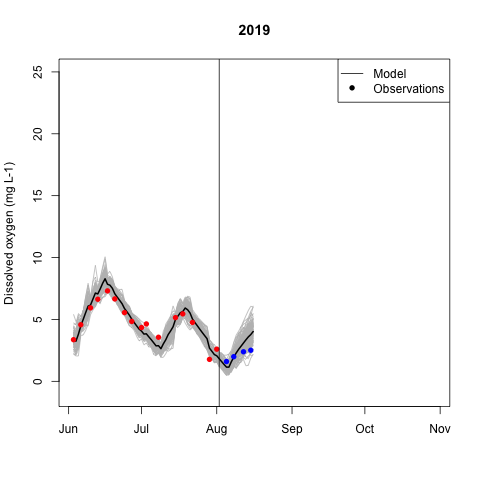 2019
Model
Observations
Dissolved oxygen (mg L-1)
25
20
15
10
5
0
Jun Jul Aug Sep Oct Nov